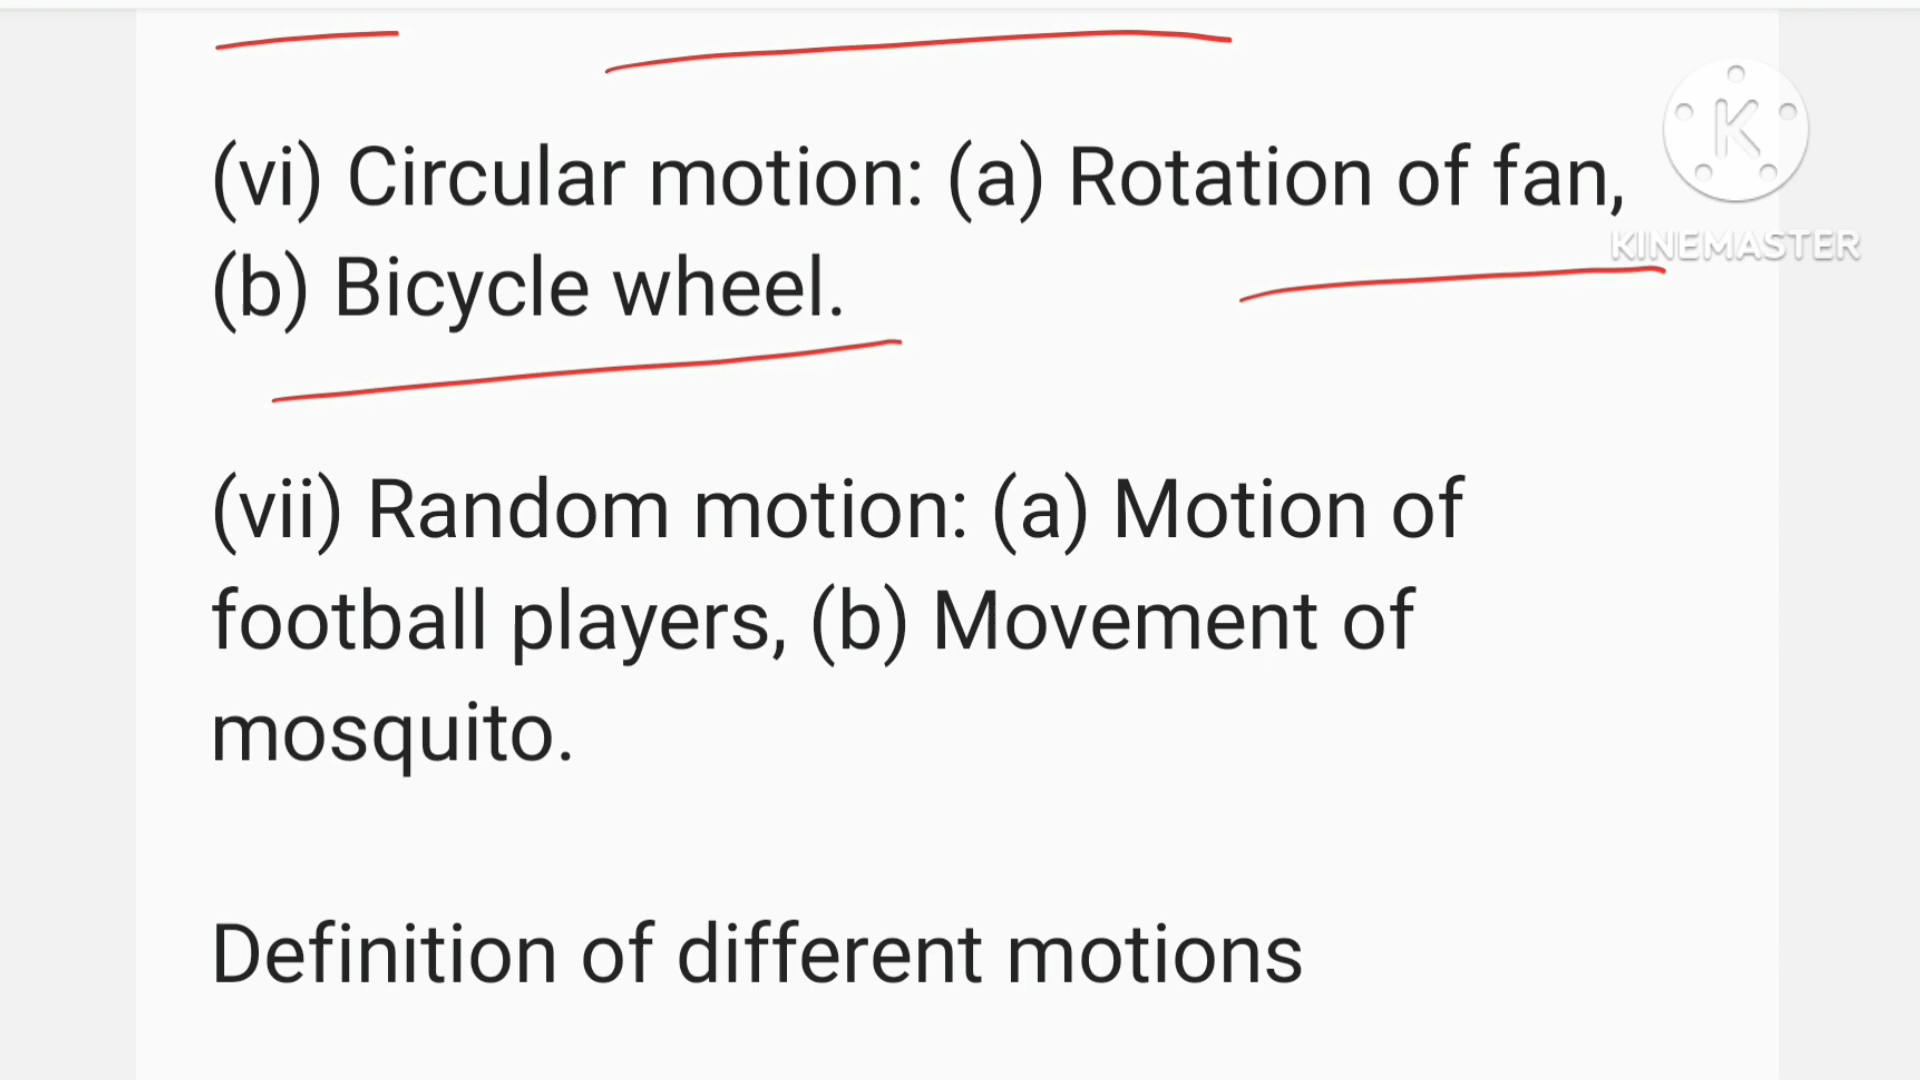 (vi) Circular motion: (a) Rotation of fan,
K
KINEMASTER
(b) Bicycle wheel.
(vii) Random motion: (a) Motion of
football players, (b) Movement of
mosquito.
Definition of different motions